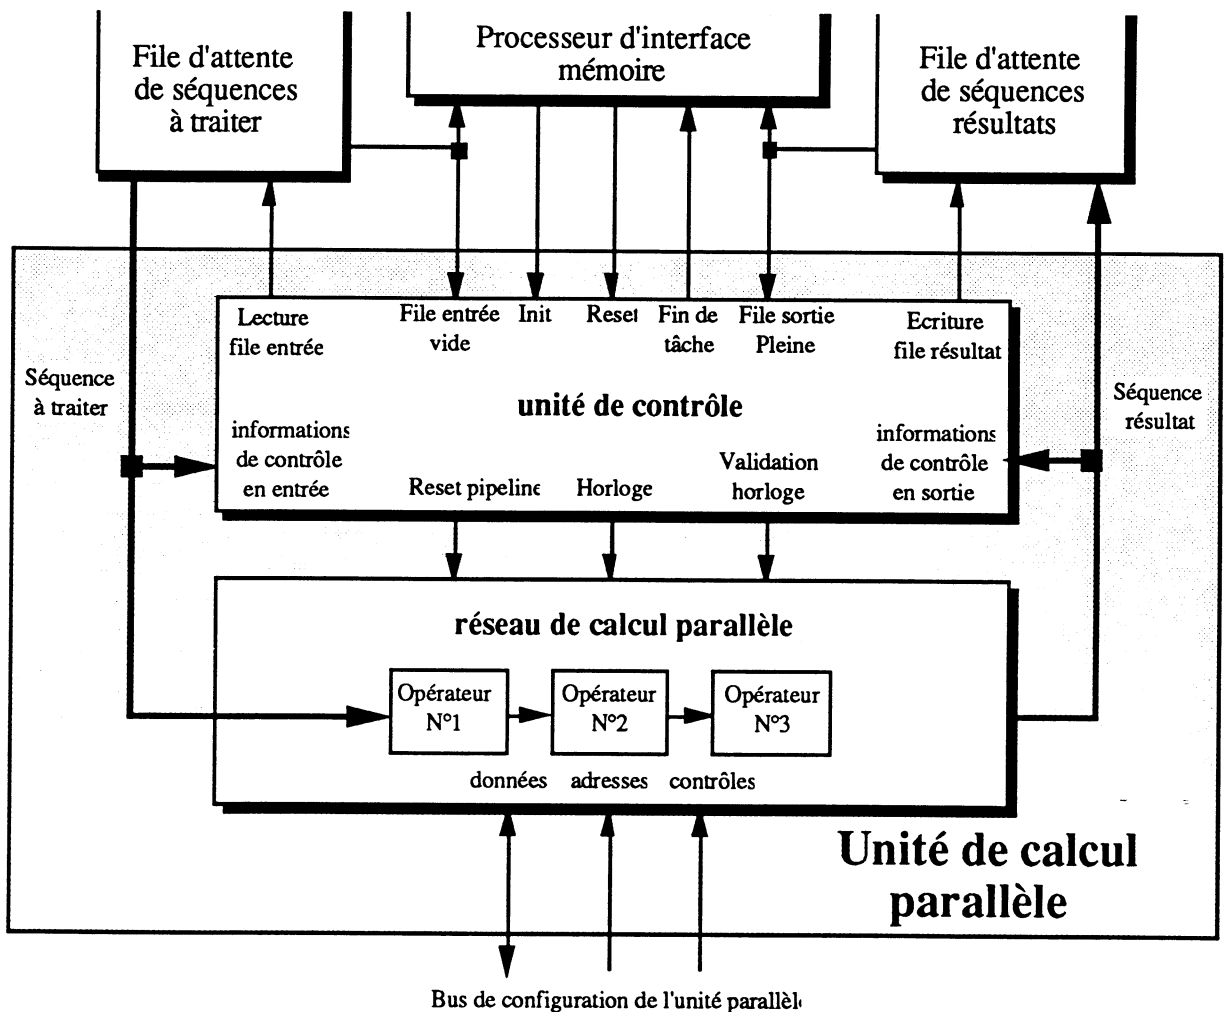 File d'attente
de séquences
à traiter
Processeur d'interface
mémoire
File d'attente
de séquences
résultats
Lecture
file entrée
File entrée
vide
Init
Reset
Fin de
tâche
File sortie
Pleine
Ecriture
file résultat
Séquence
à traiter
unité de contrôle
Séquence
résultat
informations
de contrôle
en entrée
Reset pipeline
Horloge
Validation
horloge
informations
de contrôle
en sortie
réseau de calcul parallèle
Opérateur
N°1
Opérateur
N°2
Opérateur
N°3
données adresses contrôles
Unité de calcul
parallèle
Bus de configuration de l'unité parallèle